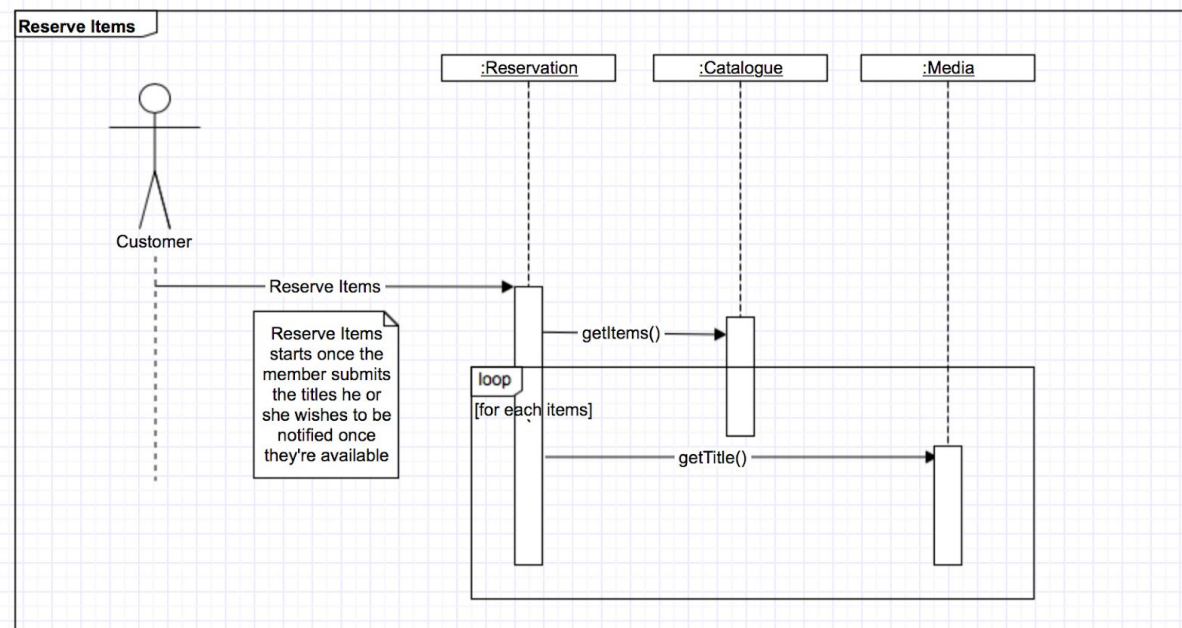 Reserve Items
:Reservation
:Catalogue
:Media
Customer
Reserve Items
Reserve Items
starts once the
member submits
the titles he or
she wishes to be
notified once
they're available
getItems()
loop
[for each items]
getTitle()